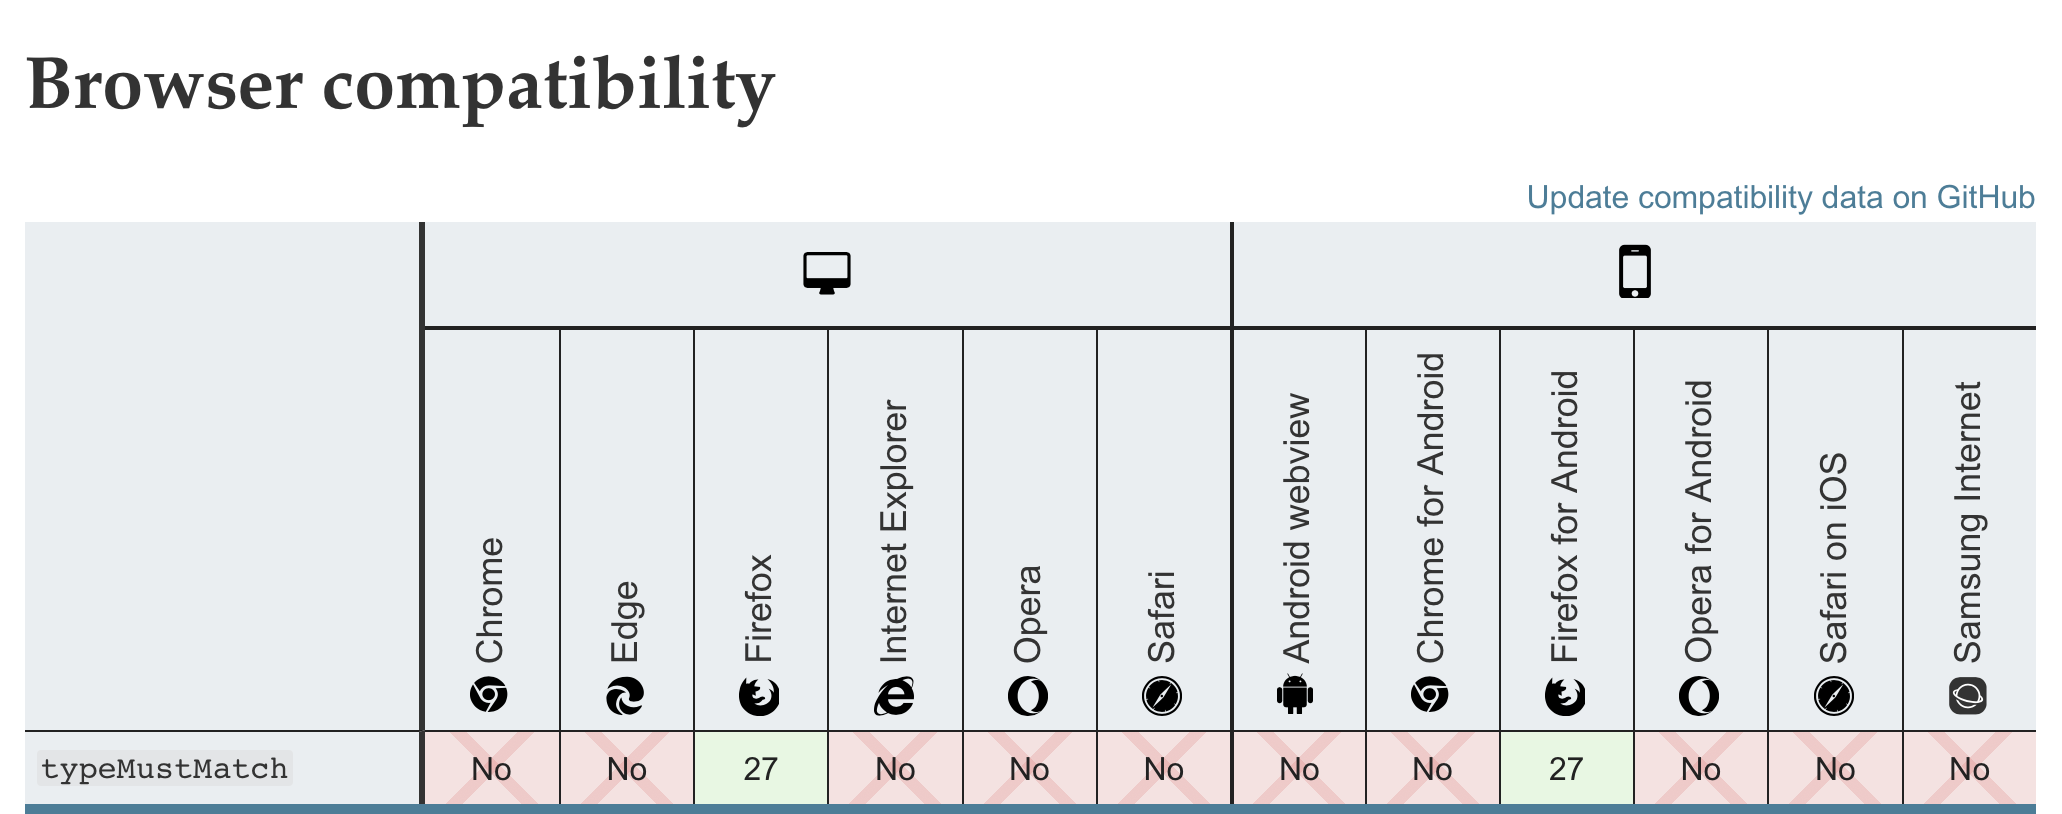 Browser compatibility
Update compatibility data on GitHub
Chrome
Edge
Firefox
Internet Explorer
Opera
Safari
Android webview
Chrome for Android
Firefox for Android
Opera for Android
Safari on iOS
Samsung Internet
typeMustMatch No No 27 No No No No No 27 No No No